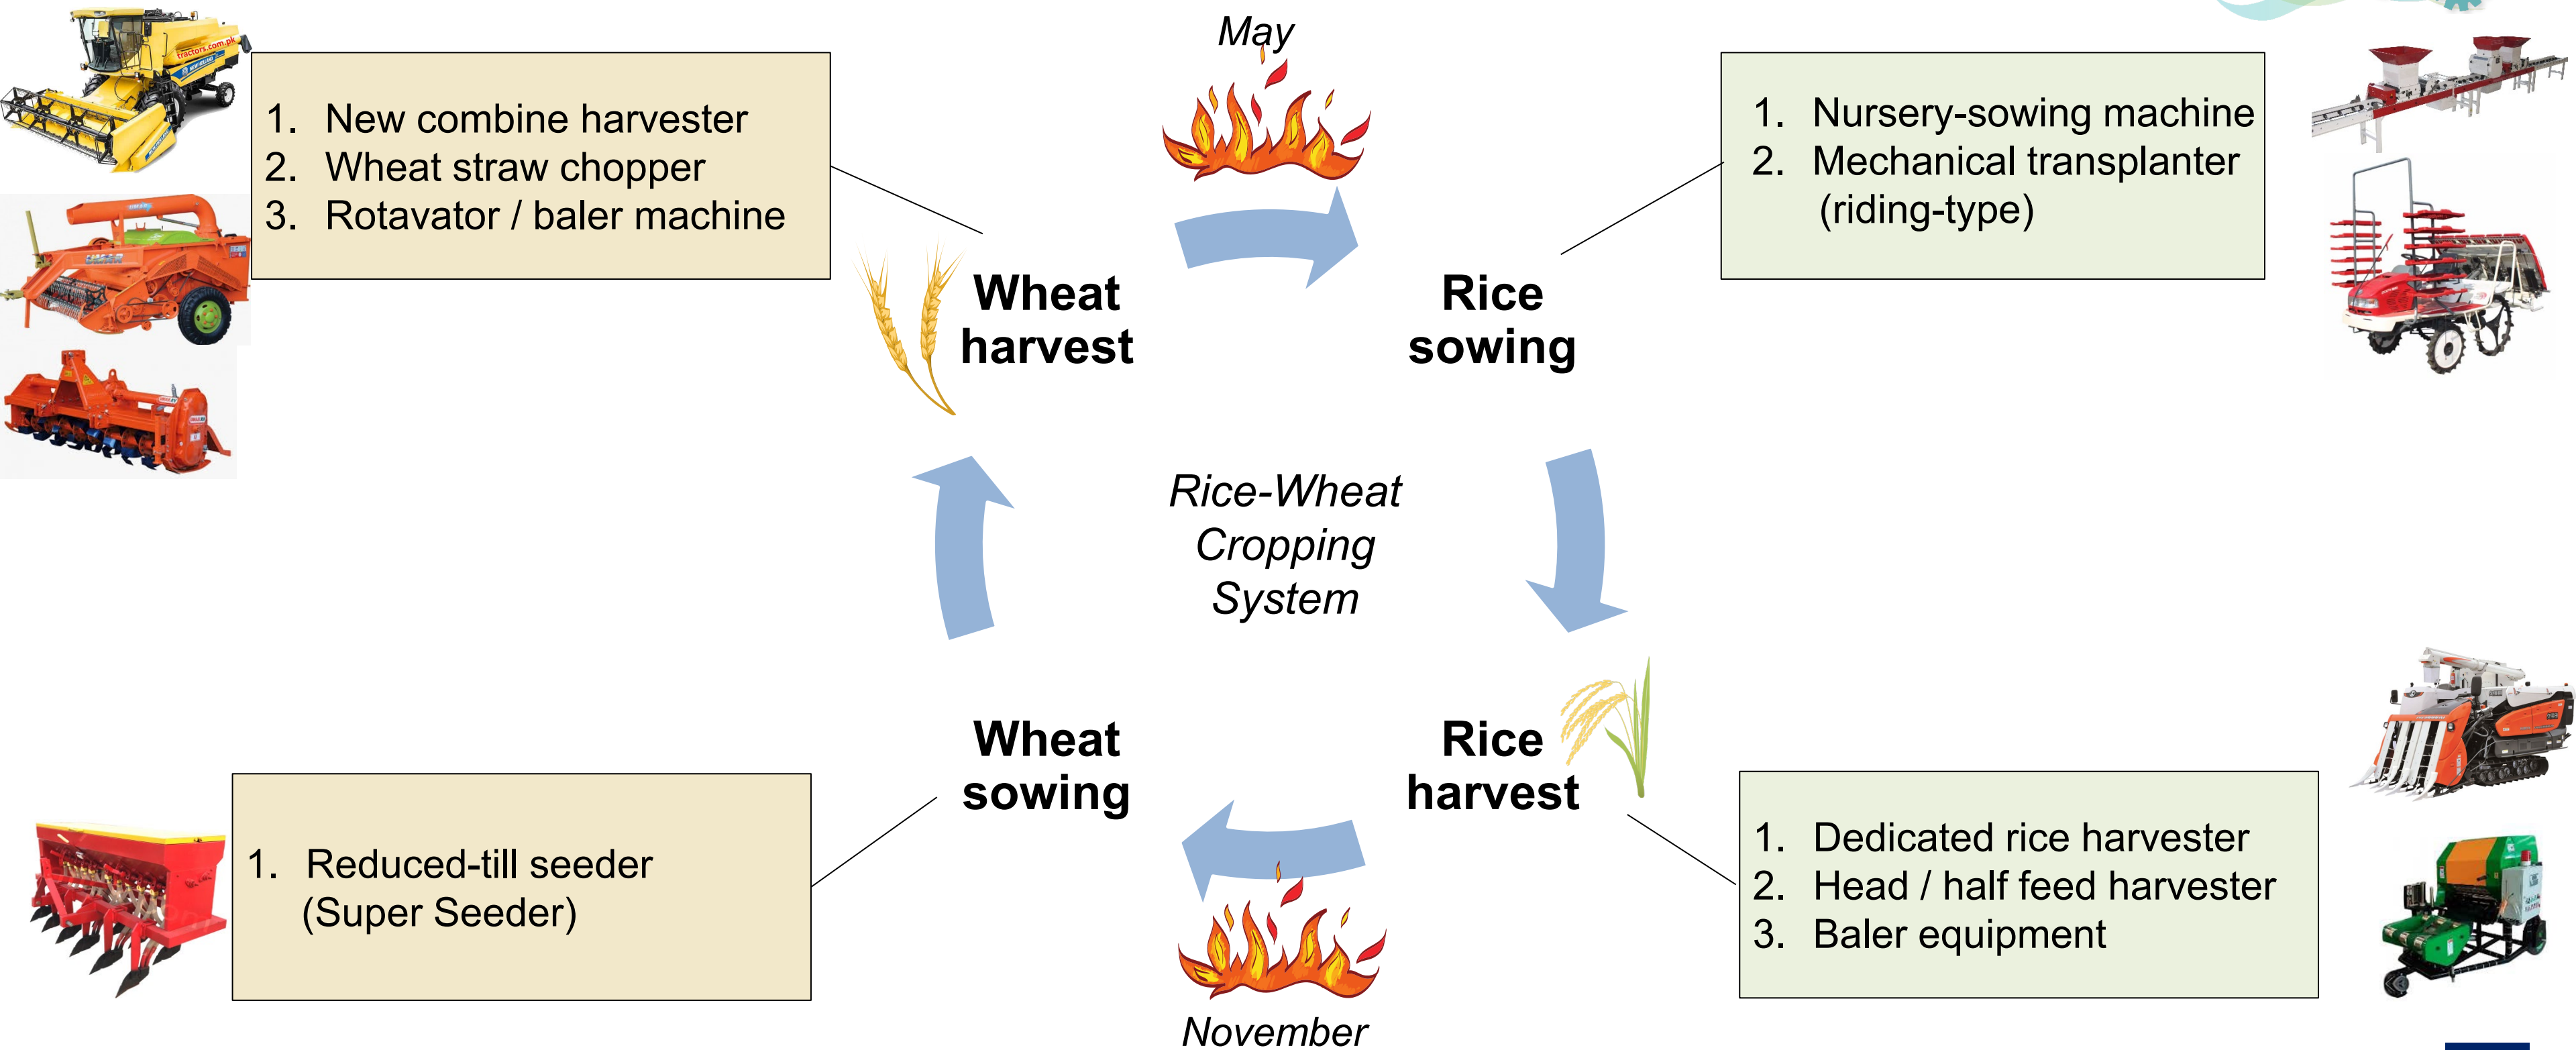 May
1. New combine harvester
2. Wheat straw chopper
3. Rotavator / baler machine
1. Nursery-sowing machine
2. Mechanical transplanter
(riding-type)
Wheat
harvest
Rice
sowing
Rice-Wheat
Cropping
System
Wheat
sowing
Rice
harvest
1. Reduced-till seeder
(Super Seeder)
1. Dedicated rice harvester
2. Head / half feed harvester
3. Baler equipment
November
tractors.com.pk
NEW HOLLAND